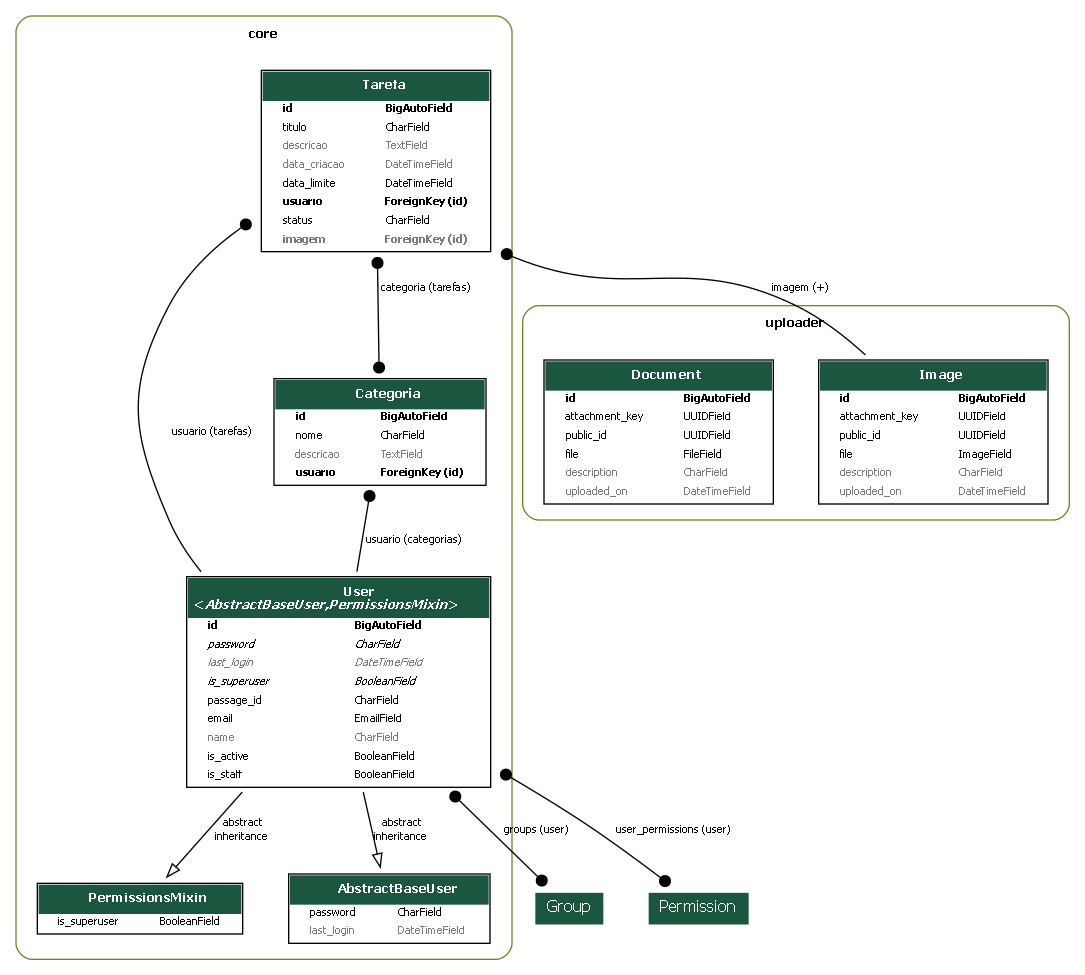 core
Tarefa
id BigAutoField
titulo CharField
descricao TextField
data_criacao DateTimeField
data_limite DateTimeField
usuario ForeignKey (id)
status CharField
imagem ForeignKey (id)
categoria (tarefas)
imagem (+)
usuario (tarefas)
Categoria
id BigAutoField
nome CharField
descricao TextField
usuario ForeignKey (id)
usuario (categorias)
uploader
Document
id BigAutoField
attachment_key UUIDField
public_id UUIDField
file FileField
description CharField
uploaded_on DateTimeField
Image
id BigAutoField
attachment_key UUIDField
public_id UUIDField
file ImageField
description CharField
uploaded_on DateTimeField
User
<AbstractBaseUser,PermissionsMixin>
id BigAutoField
password CharField
last_login DateTimeField
is_superuser BooleanField
passage_id CharField
email EmailField
name CharField
is_active BooleanField
is_staff BooleanField
abstract
inheritance
abstract
inheritance
groups (user)
user_permissions (user)
PermissionsMixin
is_superuser BooleanField
AbstractBaseUser
password CharField
last_login DateTimeField
Group
Permission